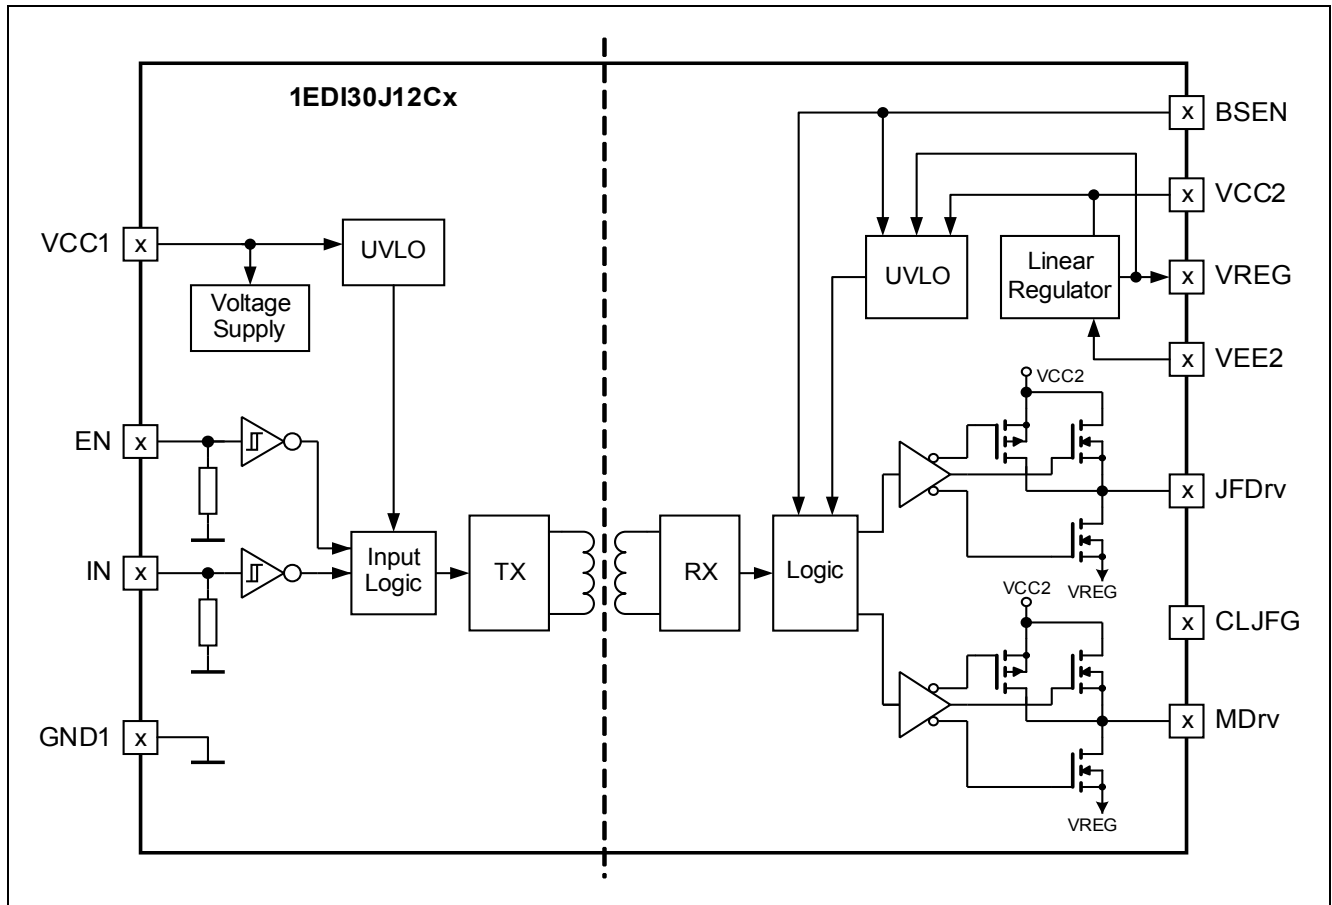 1EDI30J12Cx
x
BSEN
x
VCC2
VCC1
x
UVLO
UVLO
Linear
Regulator
x
VREG
Voltage
Supply
x
VEE2
VCC2
EN
x
x
JFDrv
IN
x
Input
Logic
TX
RX
Logic
VREG
VCC2
x
CLJFG
GND1
x
x
MDrv
VREG